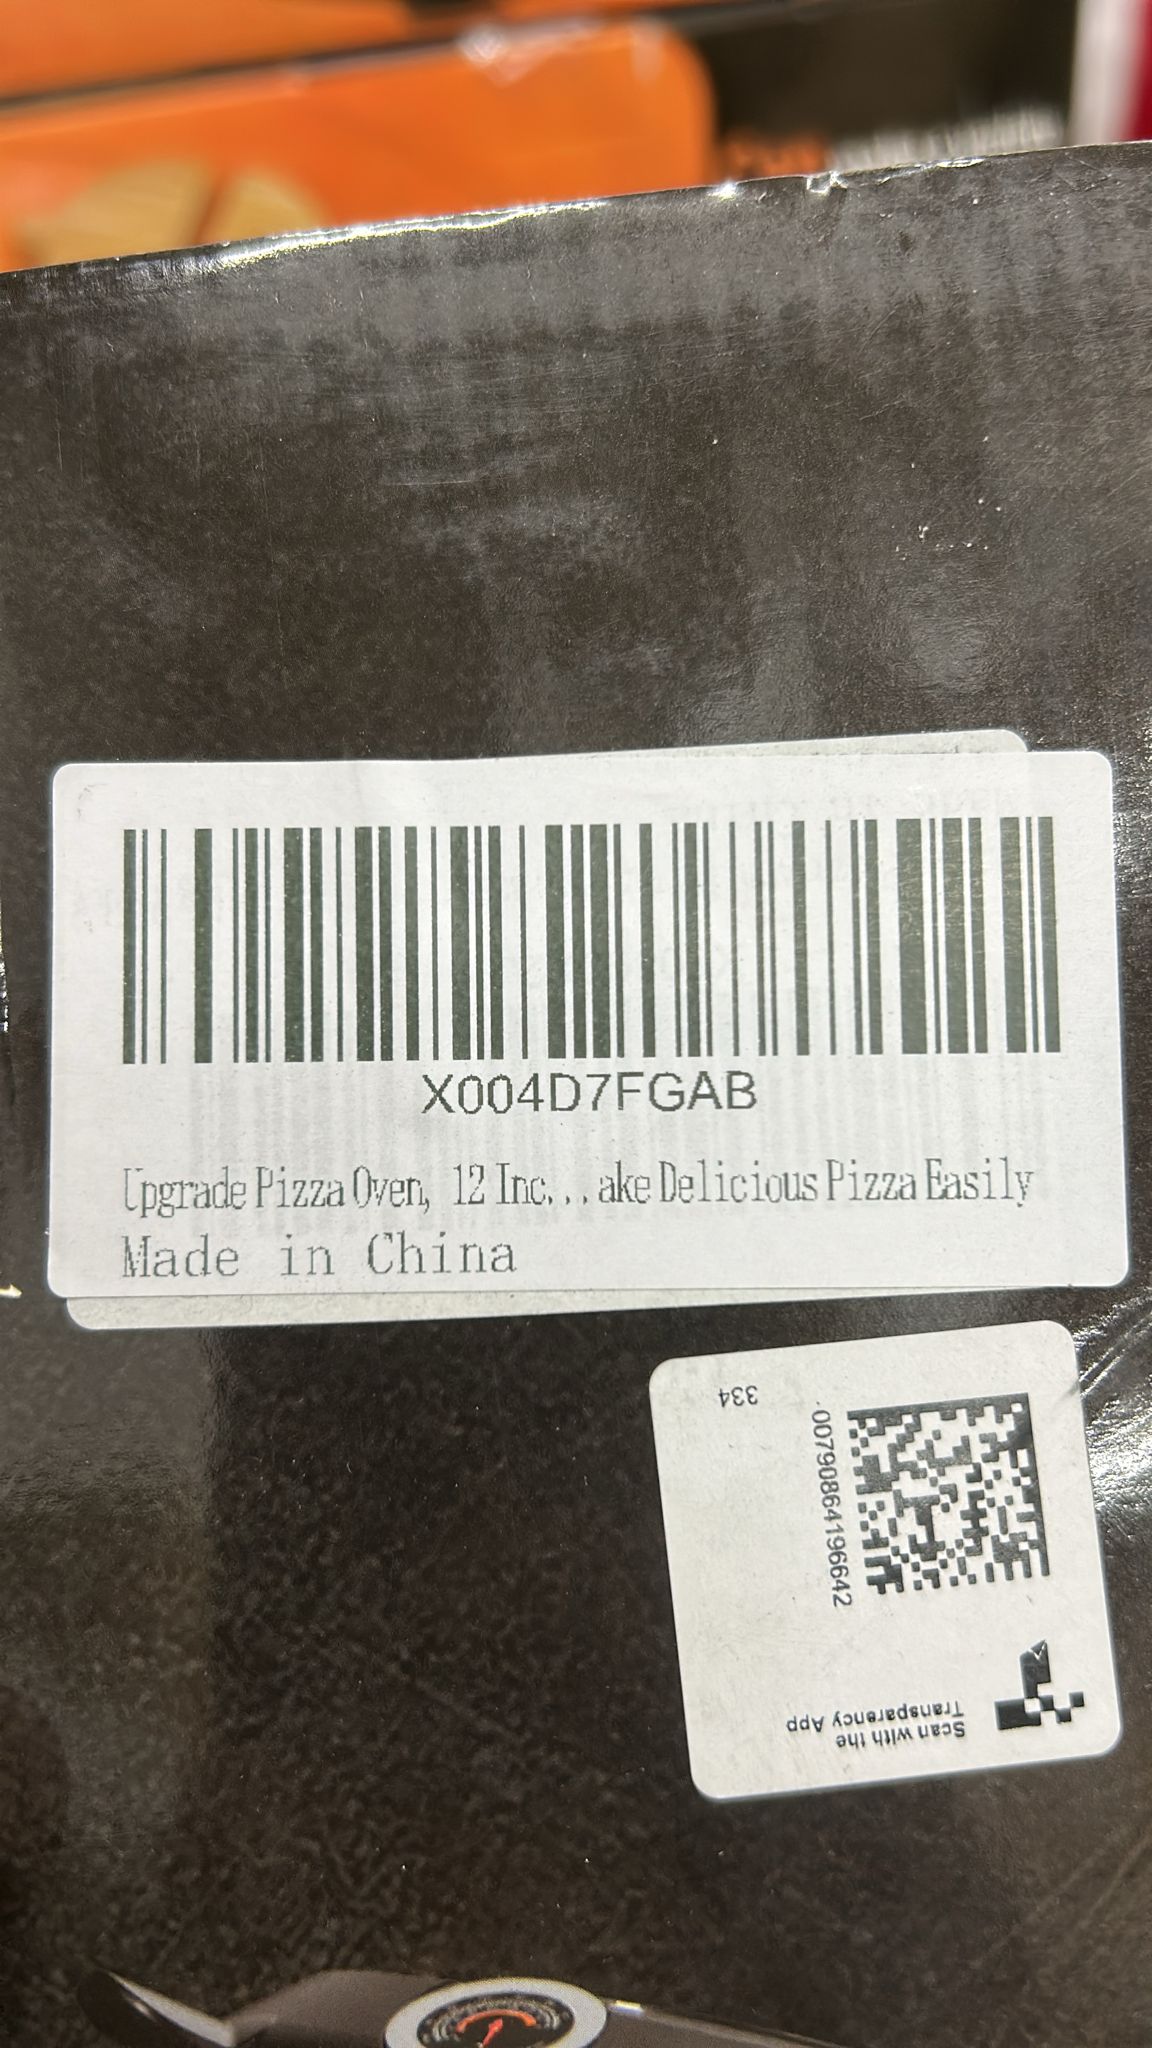 X004D7FGAB
Upgrade Pizza Oven, 12 Inc...ake Delicious Pizza Easily
Made in China
334
00790864196642
Scan with the
Transparency App